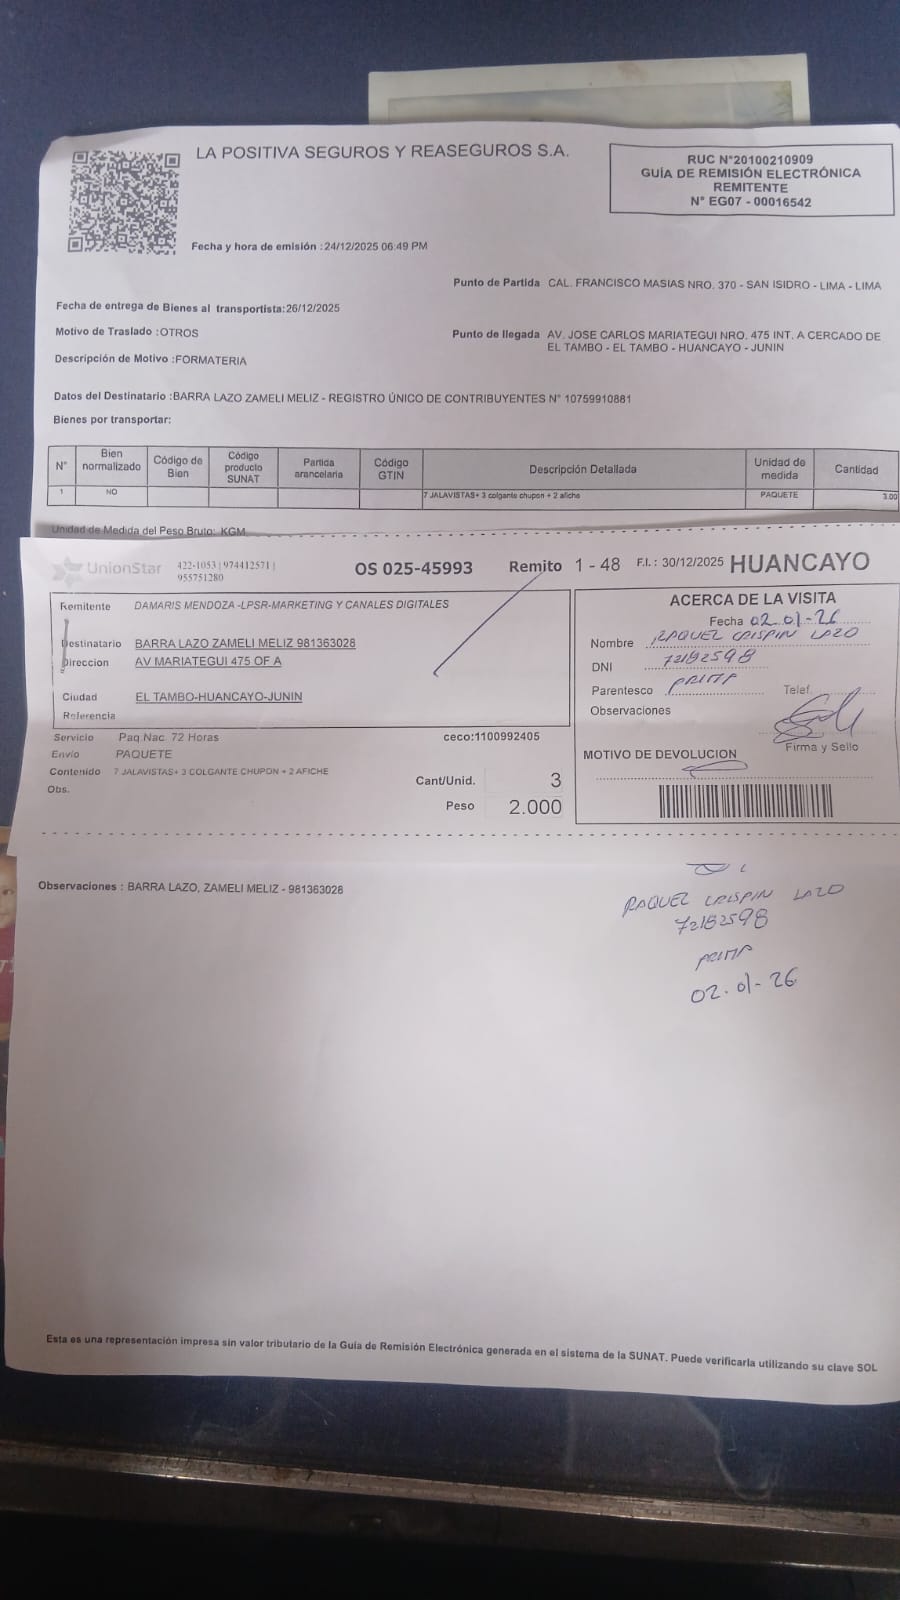 LA POSITIVA SEGUROS Y REASEGUROS S.A.
RUC N°20100210909
GUÍA DE REMISIÓN ELECTRÓNICA
REMITENTE
N° EG07 - 00016542
Fecha y hora de emisión :24/12/2025 06:49 PM
Punto de Partida CAL. FRANCISCO MASIAS NRO. 370 - SAN ISIDRO - LIMA - LIMA
Fecha de entrega de Bienes al transportista:26/12/2025
Motivo de Traslado :OTROS
Punto de llegada AV. JOSE CARLOS MARIATEGUI NRO. 475 INT. A CERCADO DE
EL TAMBO - EL TAMBO - HUANCAYO - JUNIN
Descripción de Motivo :FORMATERIA
Datos del Destinatario :BARRA LAZO ZAMELI MELIZ - REGISTRO ÚNICO DE CONTRIBUYENTES N° 10759910881
Bienes por transportar:
N° Bien normalizado Código de Bien Código producto SUNAT Partida arancelaria Código GTIN Descripción Detallada Unidad de medida Cantidad
1 NO 7 JALAVISTAS+ 3 colgante chupon + 2 afiche PAQUETE 3.00
Unidad de Medida del Peso Bruto: KGM
UnionStar 422-1053 | 974412571 |
955751280
OS 025-45993 Remito 1 - 48 F.I.: 30/12/2025 HUANCAYO
Remitente DAMARIS MENDOZA -LPSR-MARKETING Y CANALES DIGITALES
Destinatario BARRA LAZO ZAMELI MELIZ 981363028
Direccion AV MARIATEGUI 475 OF A
Ciudad EL TAMBO-HUANCAYO-JUNIN
Referencia
Servicio Paq.Nac. 72 Horas ceco:1100992405
Envio PAQUETE
Contenido 7 JALAVISTAS+ 3 COLGANTE CHUPON + 2 AFICHE
Obs.
Cant/Unid. 3
Peso 2.000
ACERCA DE LA VISITA
Fecha 02.01-26
Nombre RAQUEL CRISPIN LAZO
DNI 72182598
Parentesco PRIMA Telef.
Observaciones
Firma y Sello
MOTIVO DE DEVOLUCION
Observaciones : BARRA LAZO, ZAMELI MELIZ - 981363028
RAQUEL CRISPIN LAZO
72182598
PRIMA
02.01-26
Esta es una representación impresa sin valor tributario de la Guía de Remisión Electrónica generada en el sistema de la SUNAT. Puede verificarla utilizando su clave SOL